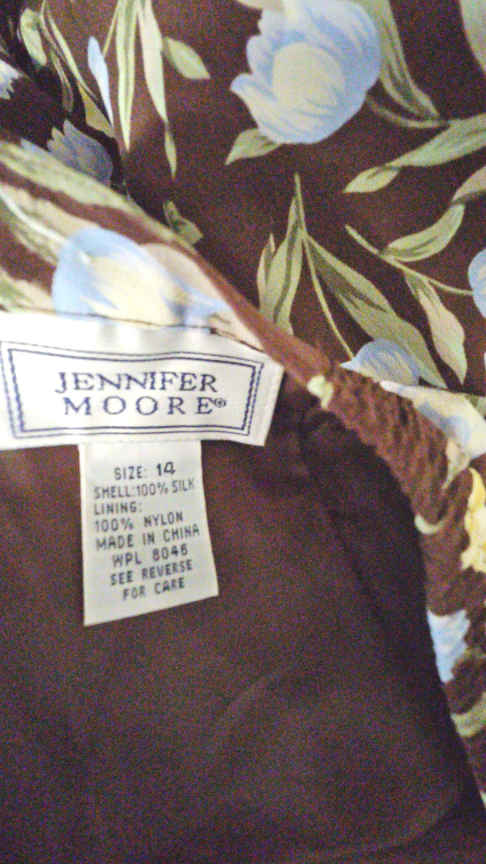 JENNIFER
MOORE®
SIZE: 14
SHELL:100% SILK
LINING:
100% NYLON
MADE IN CHINA
WPL 8046
SEE REVERSE
FOR CARE